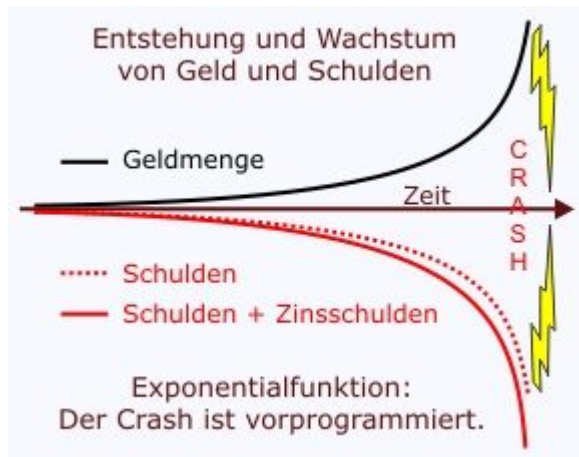 Entstehung und Wachstum
von Geld und Schulden
Geldmenge
Zeit
CRASH
Schulden
Schulden + Zinsschulden
Exponentialfunktion:
Der Crash ist vorprogrammiert.